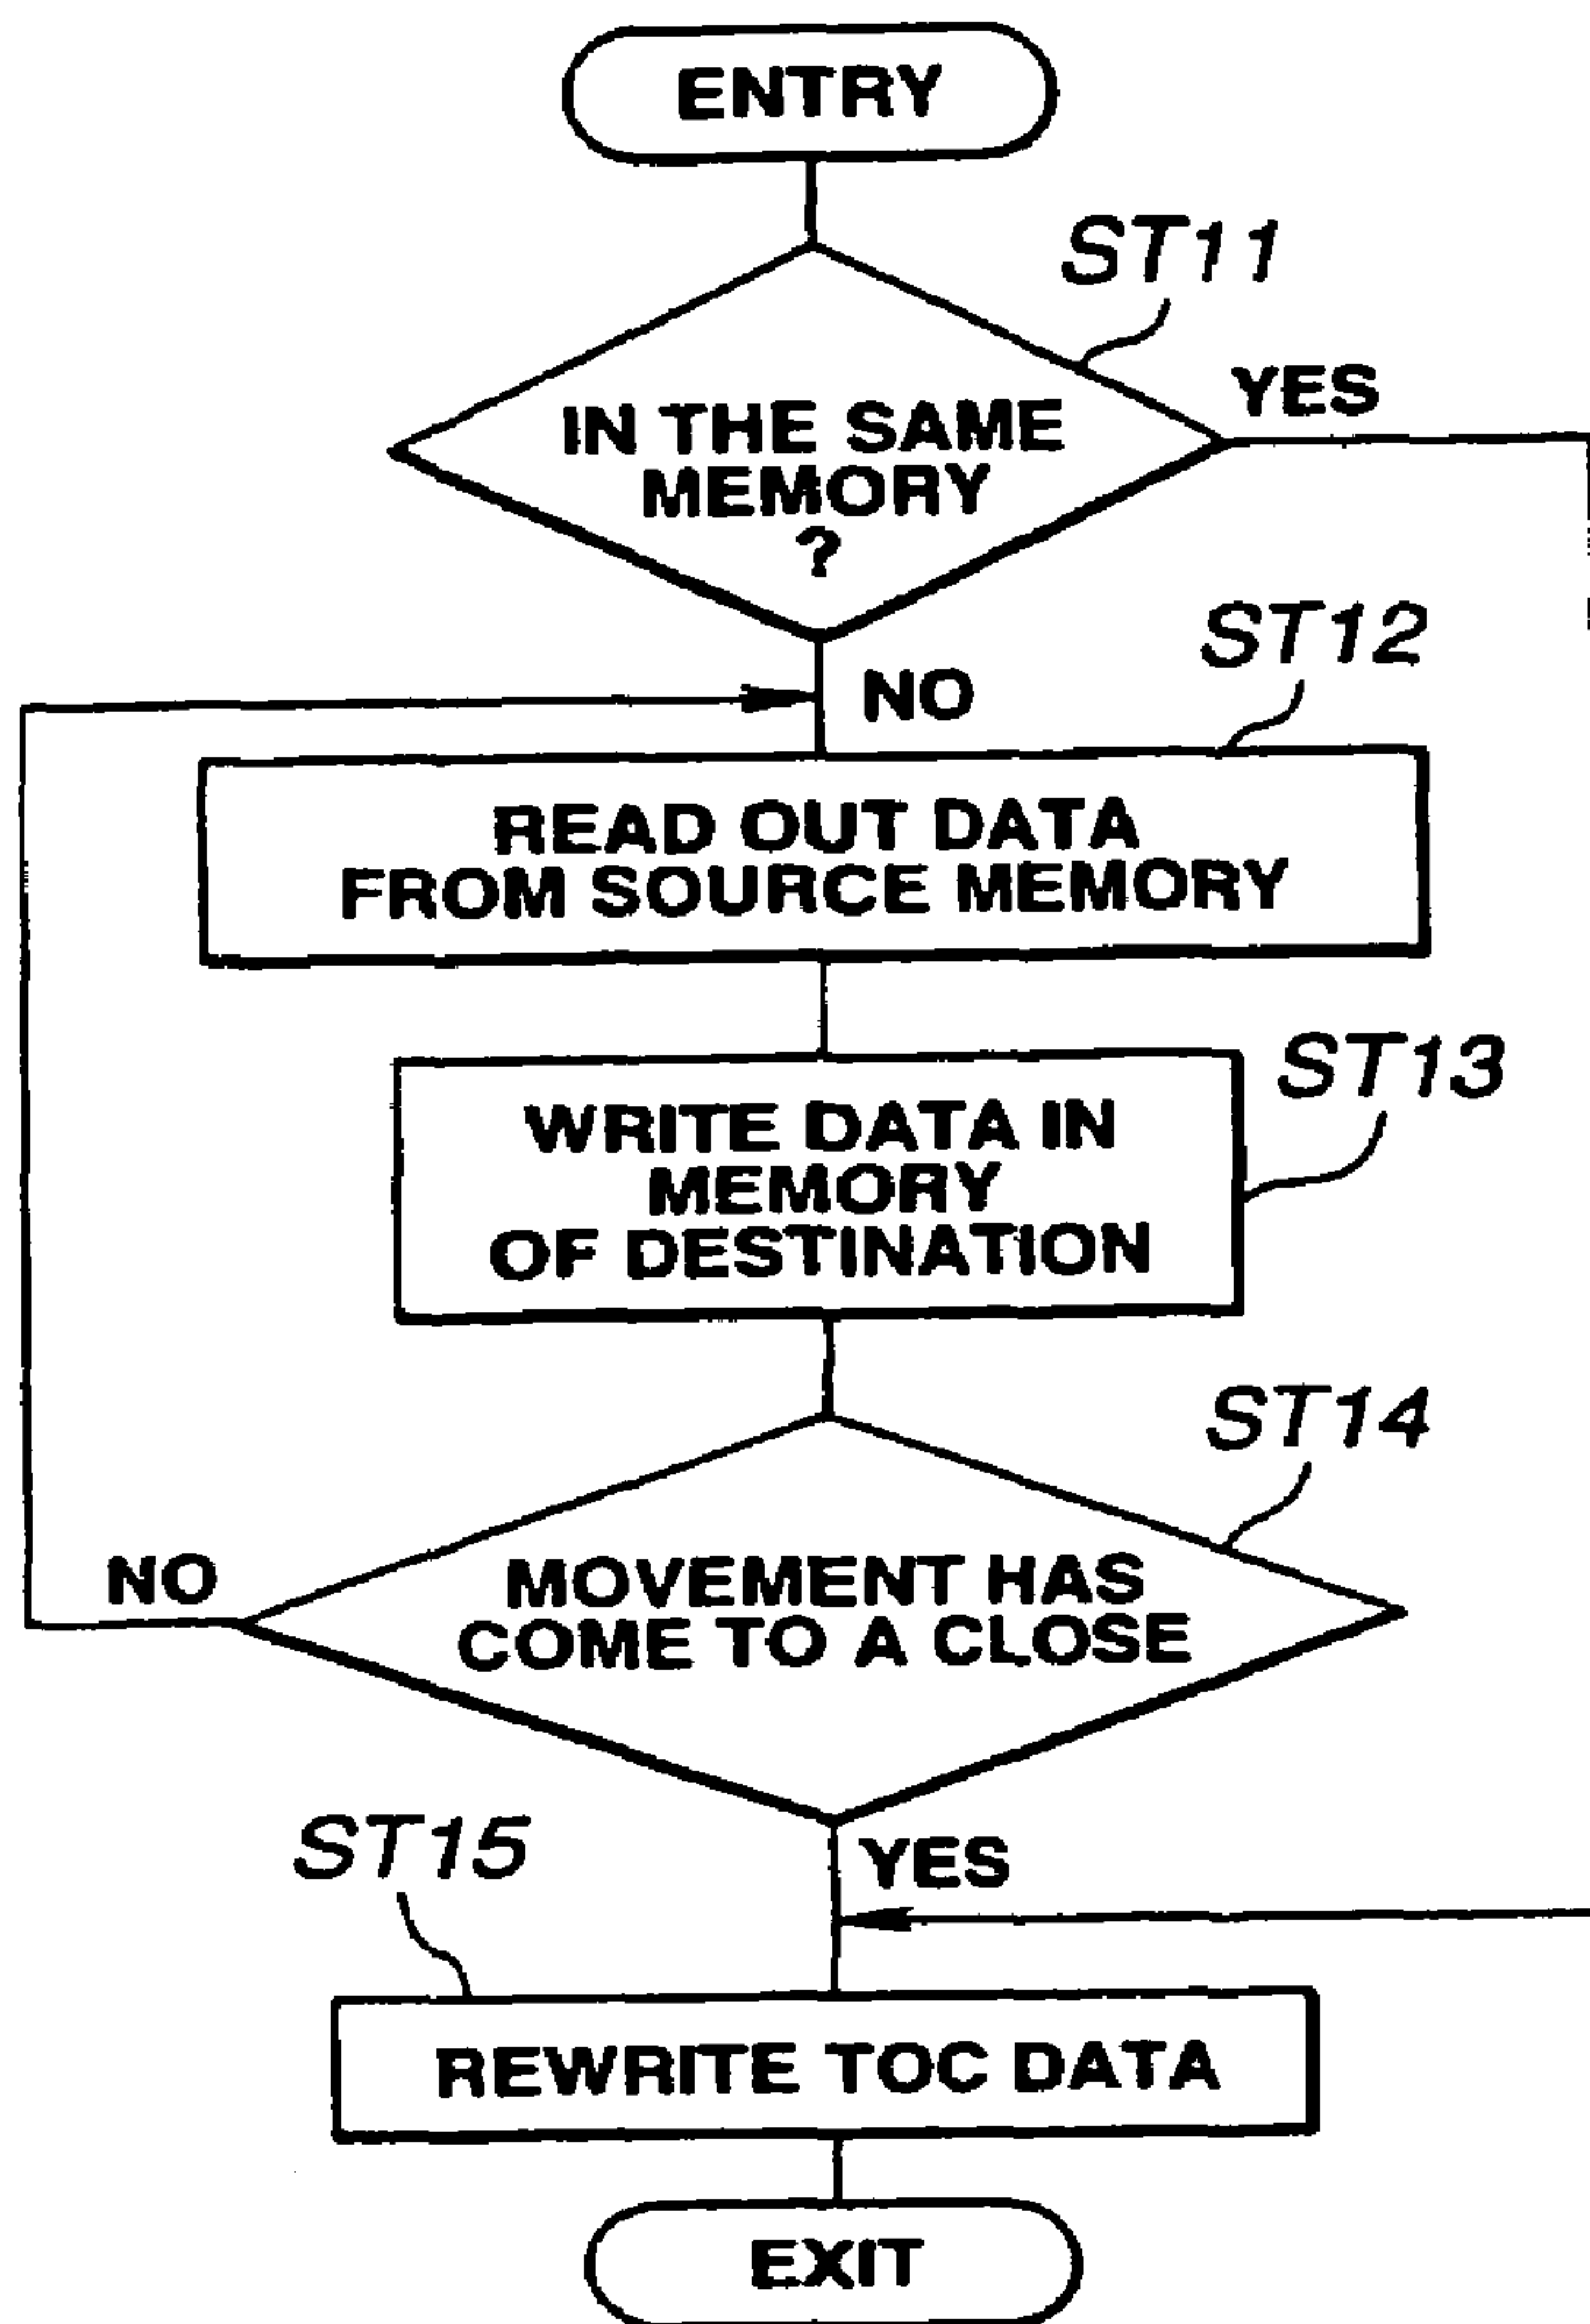 ENTRY
ST11
YES
IN THE SAME
MEMORY
?
ST12
NO
READ OUT DATA
FROM SOURCE MEMORY
ST13
WRITE DATA IN
MEMORY
OF DESTINATION
ST14
NO
MOVEMENT HAS
COME TO A CLOSE
ST15
YES
REWRITE TOC DATA
EXIT